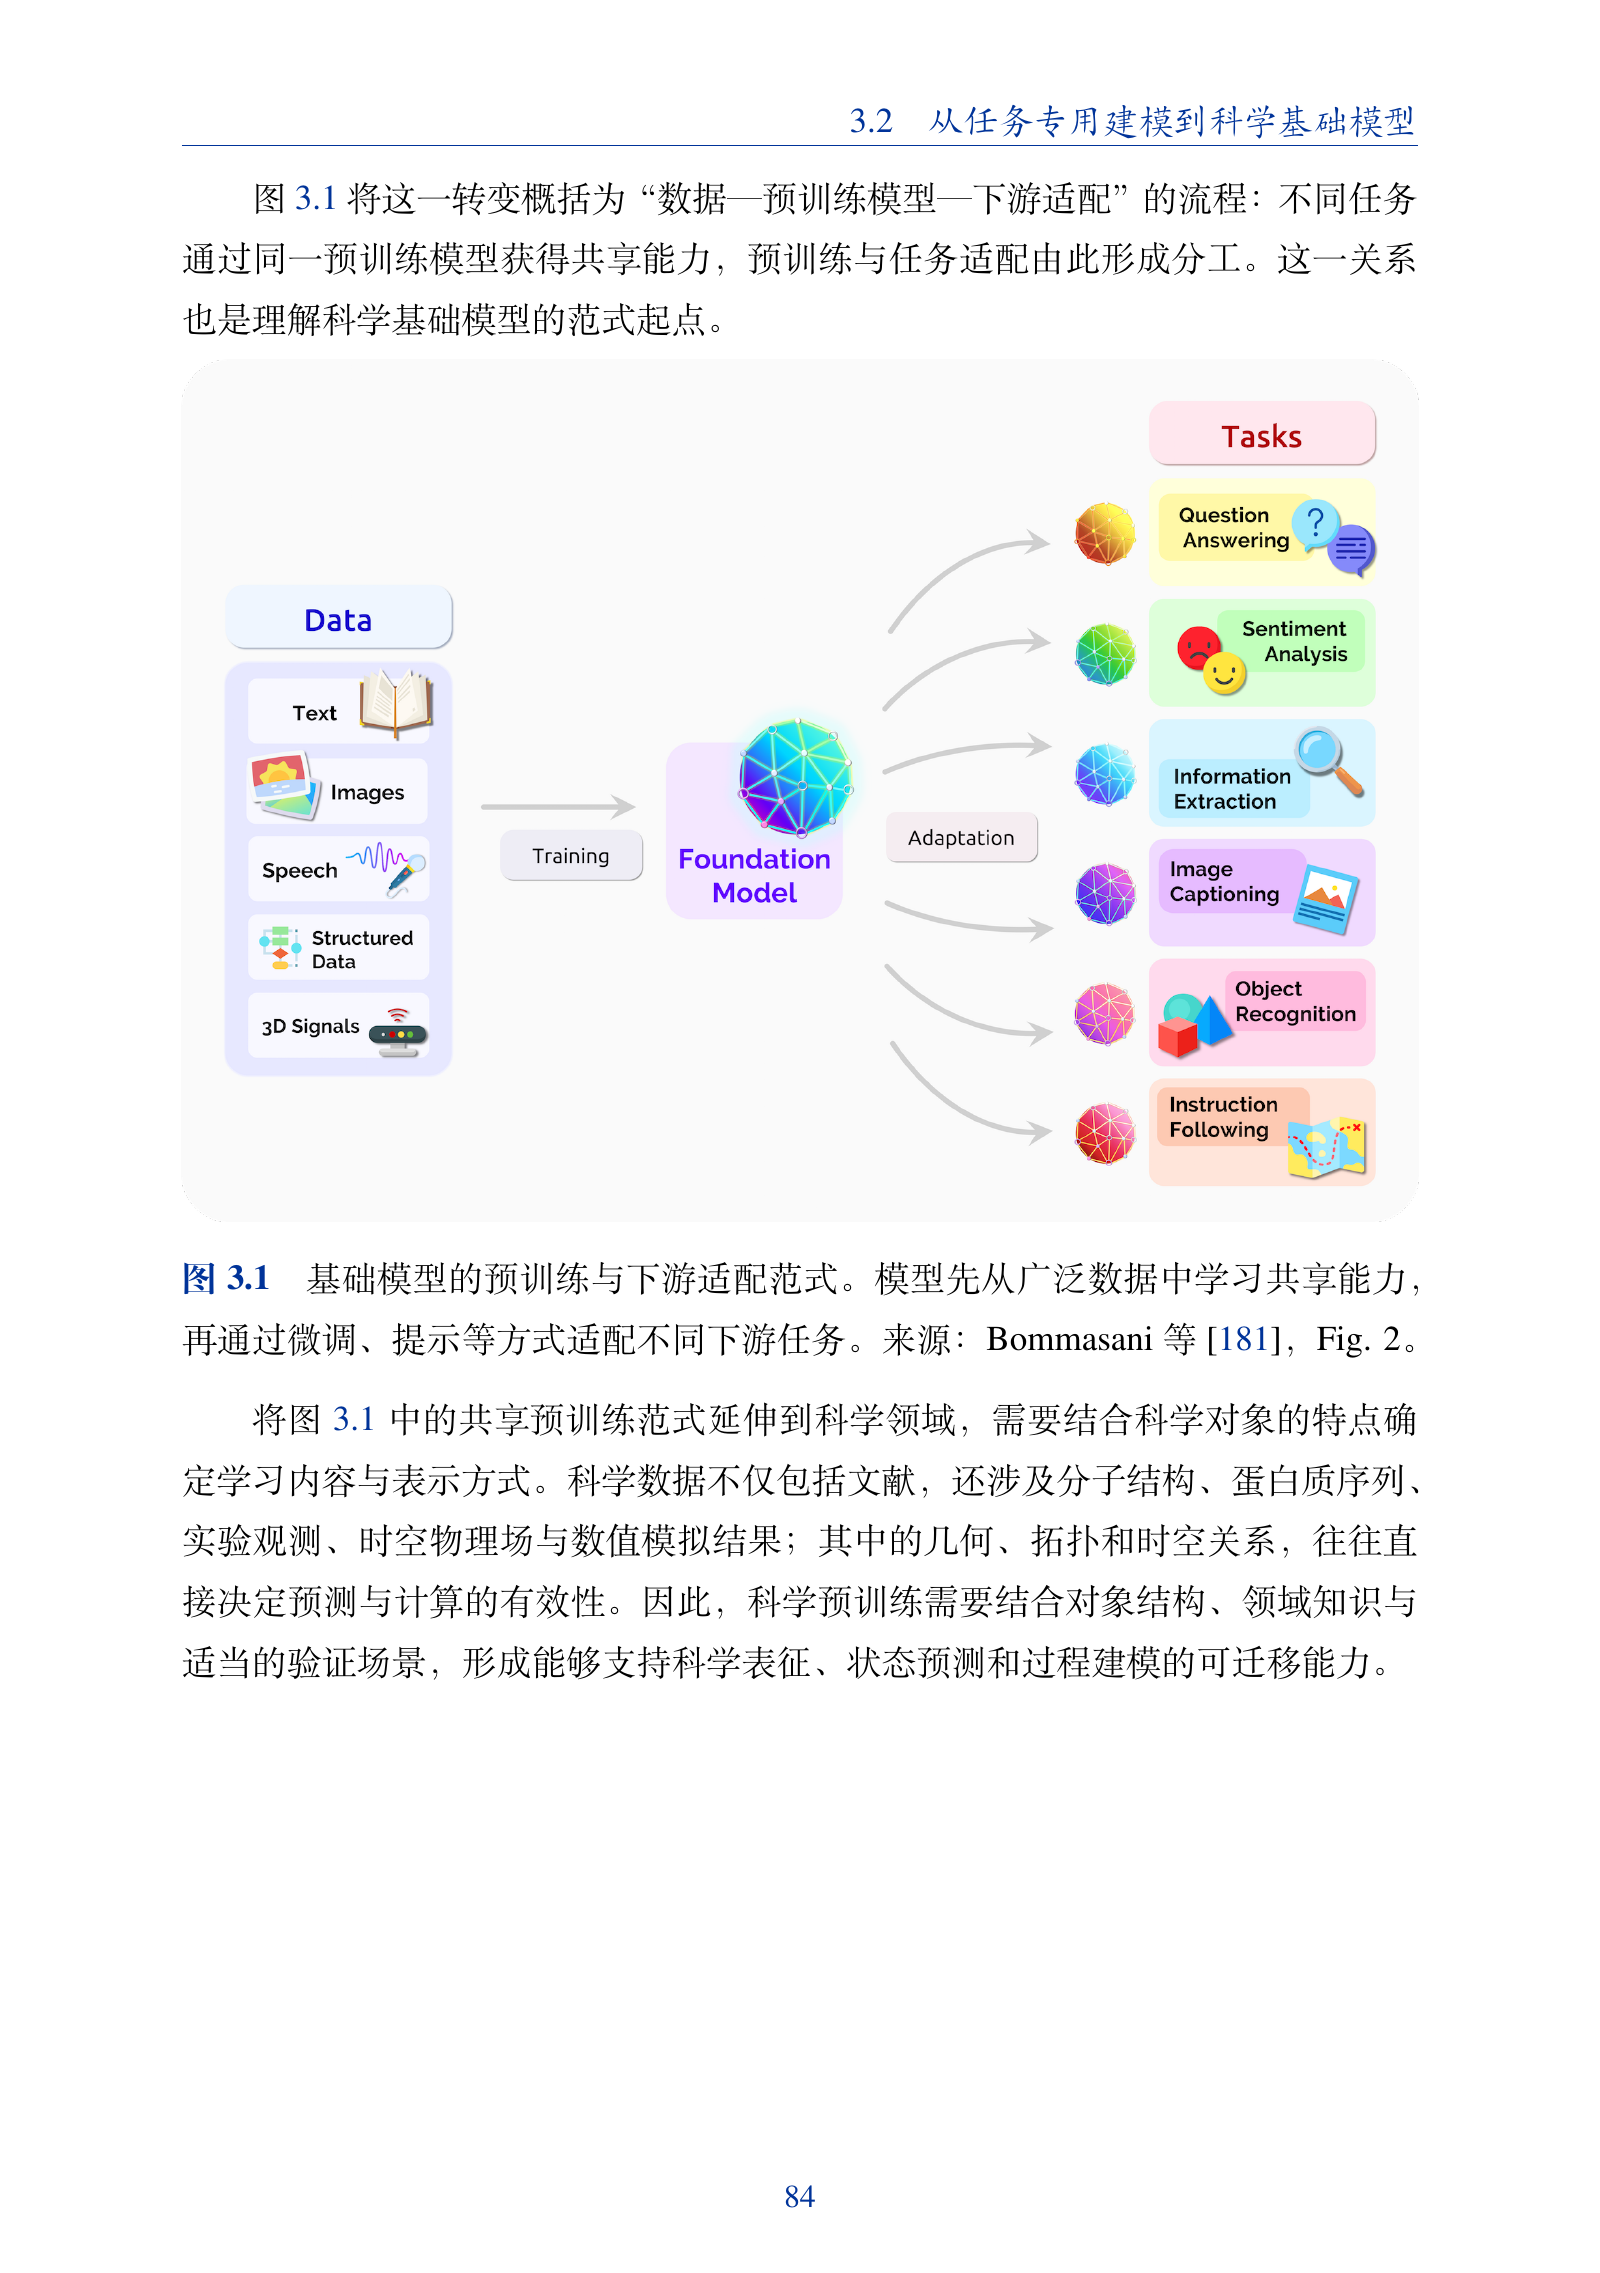 3.2 从任务专用建模到科学基础模型
图 3.1 将这一转变概括为“数据—预训练模型—下游适配”的流程：不同任务
通过同一预训练模型获得共享能力，预训练与任务适配由此形成分工。这一关系
也是理解科学基础模型的范式起点。
Data
Text
Images
Speech
Structured
Data
3D Signals
Training
Foundation
Model
Adaptation
Tasks
Question
Answering
Sentiment
Analysis
Information
Extraction
Image
Captioning
Object
Recognition
Instruction
Following
图 3.1 基础模型的预训练与下游适配范式。模型先从广泛数据中学习共享能力，
再通过微调、提示等方式适配不同下游任务。来源：Bommasani 等 [181]，Fig. 2。
将图 3.1 中的共享预训练范式延伸到科学领域，需要结合科学对象的特点确
定学习内容与表示方式。科学数据不仅包括文献，还涉及分子结构、蛋白质序列、
实验观测、时空物理场与数值模拟结果；其中的几何、拓扑和时空关系，往往直
接决定预测与计算的有效性。因此，科学预训练需要结合对象结构、领域知识与
适当的验证场景，形成能够支持科学表征、状态预测和过程建模的可迁移能力。
84